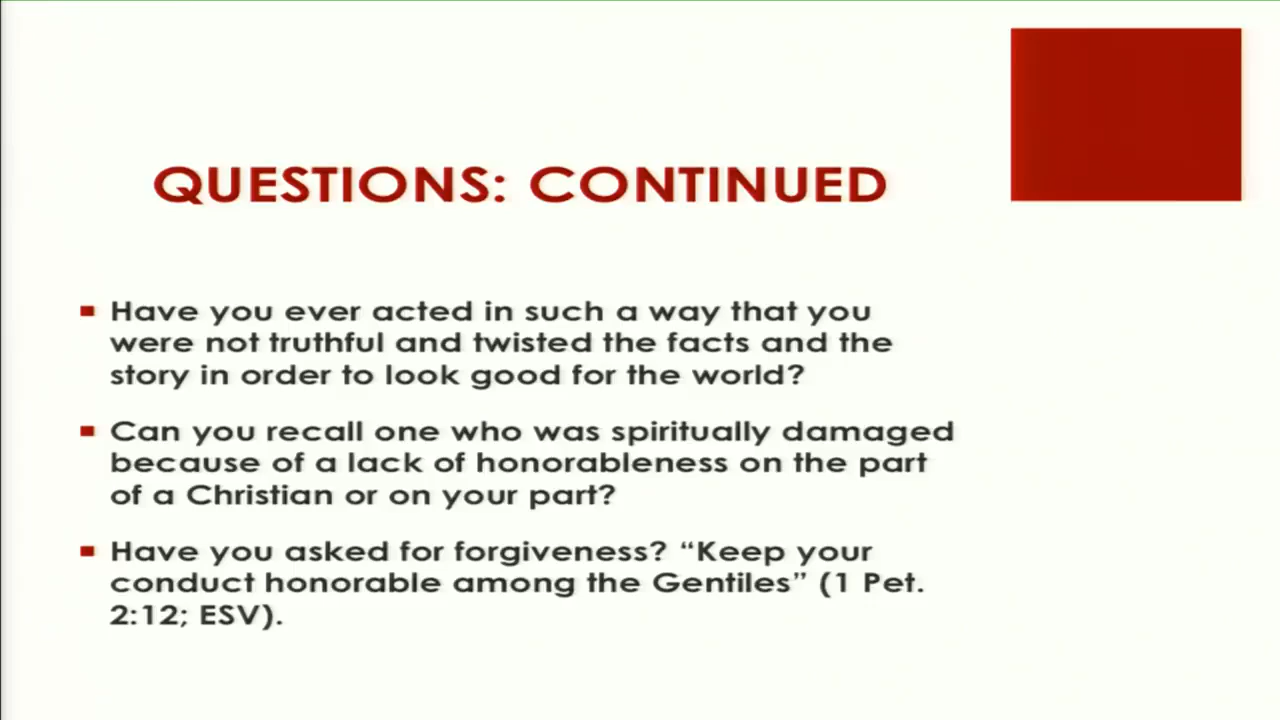 QUESTIONS: CONTINUED
Have you ever acted in such a way that you
were not truthful and twisted the facts and the
story in order to look good for the world?
Can you recall one who was spiritually damaged
because of a lack of honorableness on the part
of a Christian or on your part?
Have you asked for forgiveness? “Keep your
conduct honorable among the Gentiles” (1 Pet.
2:12; ESV).